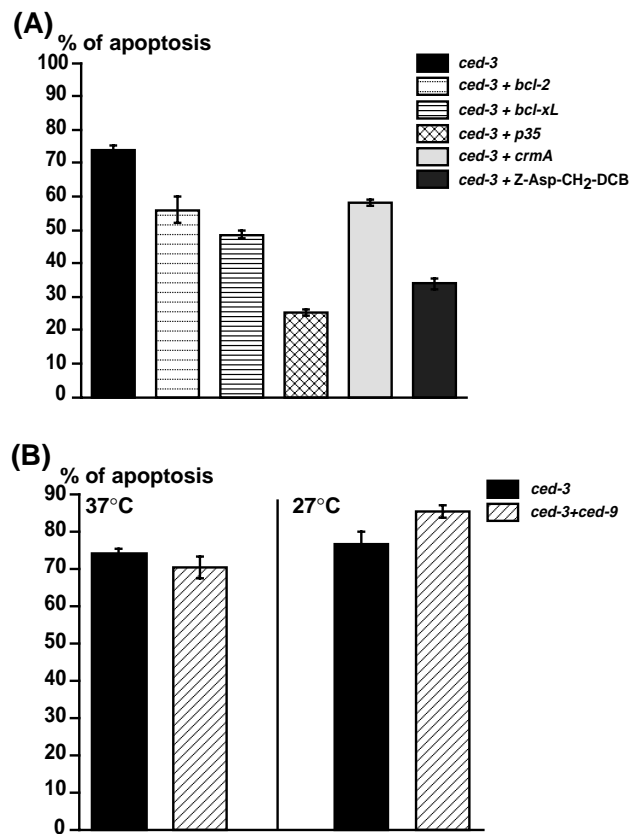 (A)
% of apoptosis
100
90
80
70
60
50
40
30
20
10
0
ced-3
ced-3 + bcl-2
ced-3 + bcl-xL
ced-3 + p35
ced-3 + crmA
ced-3 + Z-Asp-CH2-DCB
(B)
% of apoptosis
90
80
70
60
50
40
30
20
10
0
37°C
27°C
ced-3
ced-3+ced-9